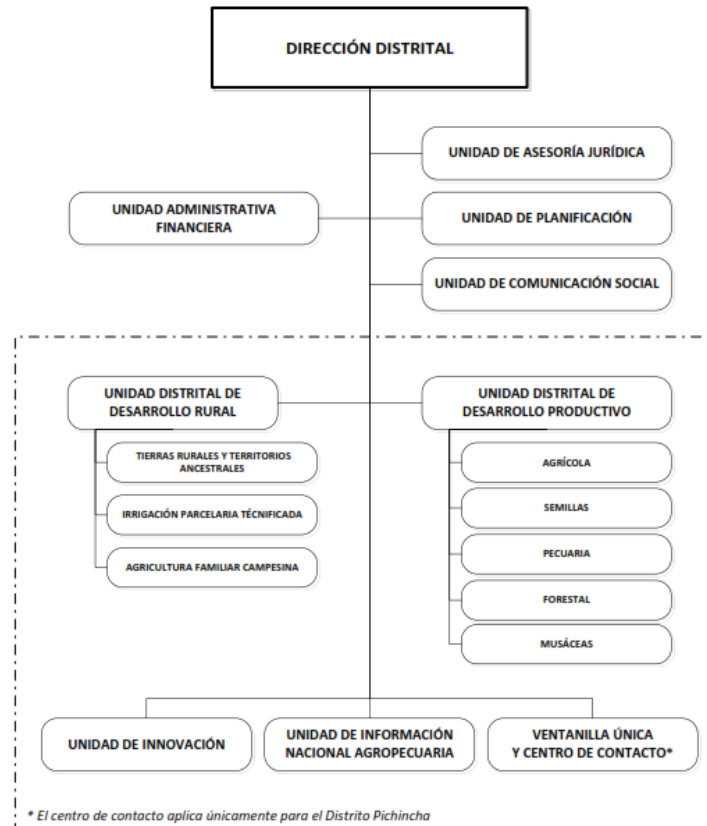 DIRECCIÓN DISTRITAL
UNIDAD DE ASESORÍA JURÍDICA
UNIDAD ADMINISTRATIVA
FINANCIERA
UNIDAD DE PLANIFICACIÓN
UNIDAD DE COMUNICACIÓN SOCIAL
UNIDAD DISTRITAL DE
DESARROLLO RURAL
TIERRAS RURALES Y TERRITORIOS
ANCESTRALES
IRRIGACIÓN PARCELARIA TÉCNIFICADA
AGRICULTURA FAMILIAR CAMPESINA
UNIDAD DISTRITAL DE
DESARROLLO PRODUCTIVO
AGRÍCOLA
SEMILLAS
PECUARIA
FORESTAL
MUSÁCEAS
UNIDAD DE INNOVACIÓN
UNIDAD DE INFORMACIÓN
NACIONAL AGROPECUARIA
VENTANILLA ÚNICA
Y CENTRO DE CONTACTO*
* El centro de contacto aplica únicamente para el Distrito Pichincha